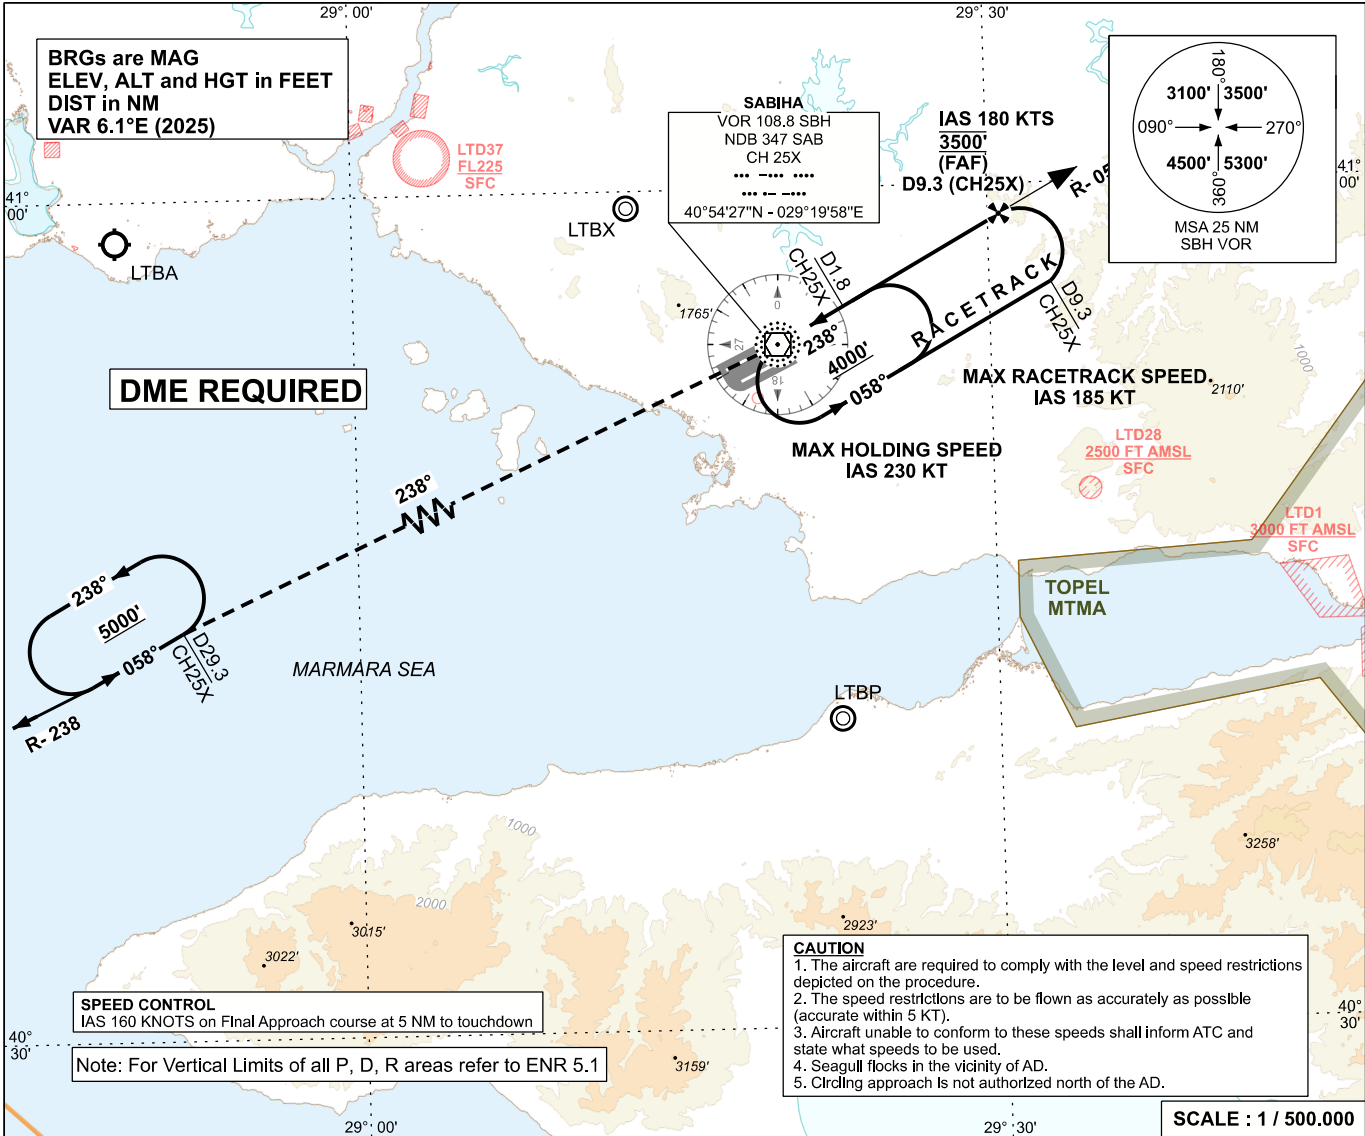 29° 00'
29° 30'
BRGs are MAG
ELEV, ALT and HGT in FEET
DIST in NM
VAR 6.1°E (2025)
LTD37
FL225
SFC
SABIHA
VOR 108.8 SBH
NDB 347 SAB
CH 25X
40°54'27"N - 029°19'58"E
IAS 180 KTS
3500'
(FAF)
D9.3 (CH25X)
R- 05
180°
3100'
3500'
090°
270°
4500'
5300'
360°
MSA 25 NM
SBH VOR
41°
00'
41°
00'
LTBA
LTBX
1765'
D1.8
CH25X
0
27
18
238°
4000'
058°
RACETRACK
D9.3
CH25X
1000
DME REQUIRED
MAX RACETRACK SPEED
IAS 185 KT
2110'
MAX HOLDING SPEED
IAS 230 KT
LTD28
2500 FT AMSL
SFC
LTD1
3000 FT AMSL
SFC
238°
238°
5000'
058°
D29.3
CH25X
R- 238
MARMARA SEA
TOPEL
MTMA
LTBP
1000
2000
3258'
3015'
3022'
2923'
3159'
SPEED CONTROL
IAS 160 KNOTS on Final Approach course at 5 NM to touchdown
Note: For Vertical Limits of all P, D, R areas refer to ENR 5.1
CAUTION
1. The aircraft are required to comply with the level and speed restrictions
depicted on the procedure.
2. The speed restrictions are to be flown as accurately as possible
(accurate within 5 KT).
3. Aircraft unable to conform to these speeds shall inform ATC and
state what speeds to be used.
4. Seagull flocks in the vicinity of AD.
5. Circling approach is not authorized north of the AD.
40°
30'
40°
30'
29° 00'
29° 30'
SCALE : 1 / 500.000